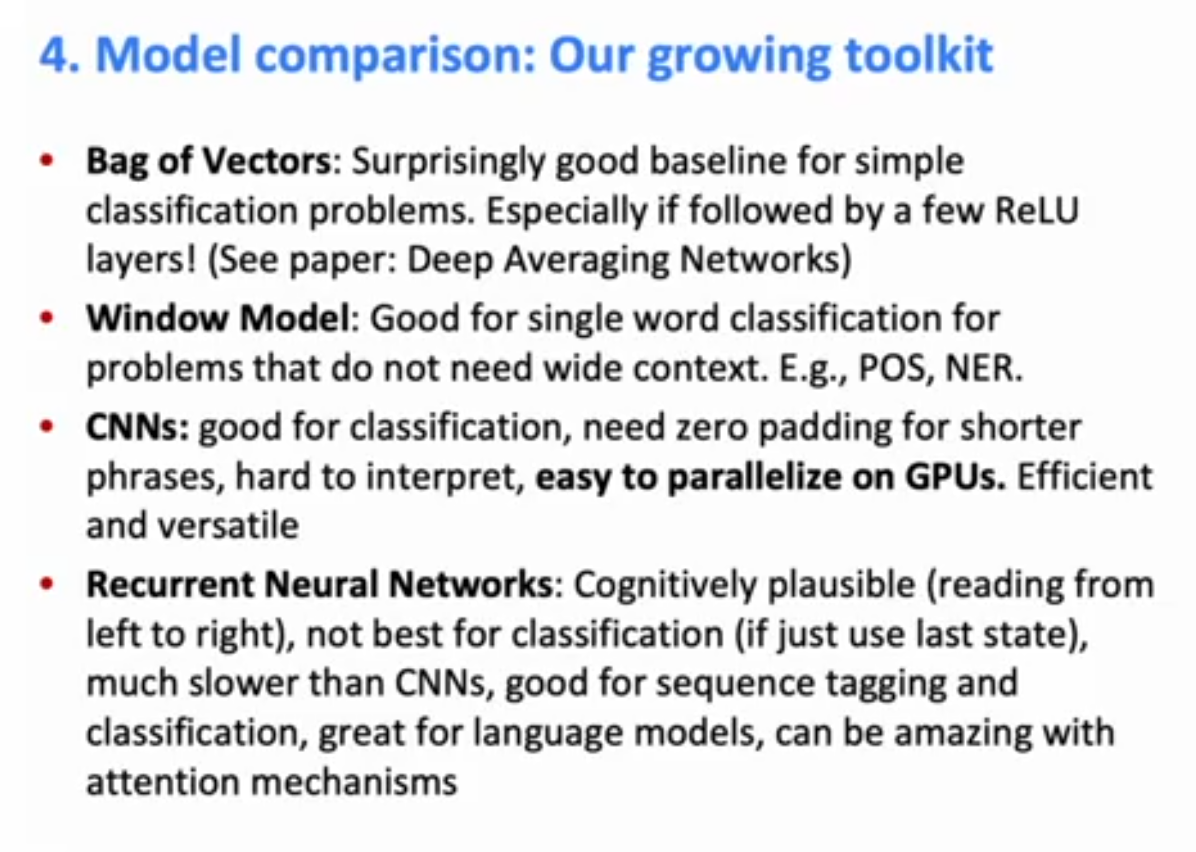 4. Model comparison: Our growing toolkit
• Bag of Vectors: Surprisingly good baseline for simple
classification problems. Especially if followed by a few ReLU
layers! (See paper: Deep Averaging Networks)
• Window Model: Good for single word classification for
problems that do not need wide context. E.g., POS, NER.
• CNNs: good for classification, need zero padding for shorter
phrases, hard to interpret, easy to parallelize on GPUs. Efficient
and versatile
• Recurrent Neural Networks: Cognitively plausible (reading from
left to right), not best for classification (if just use last state),
much slower than CNNs, good for sequence tagging and
classification, great for language models, can be amazing with
attention mechanisms